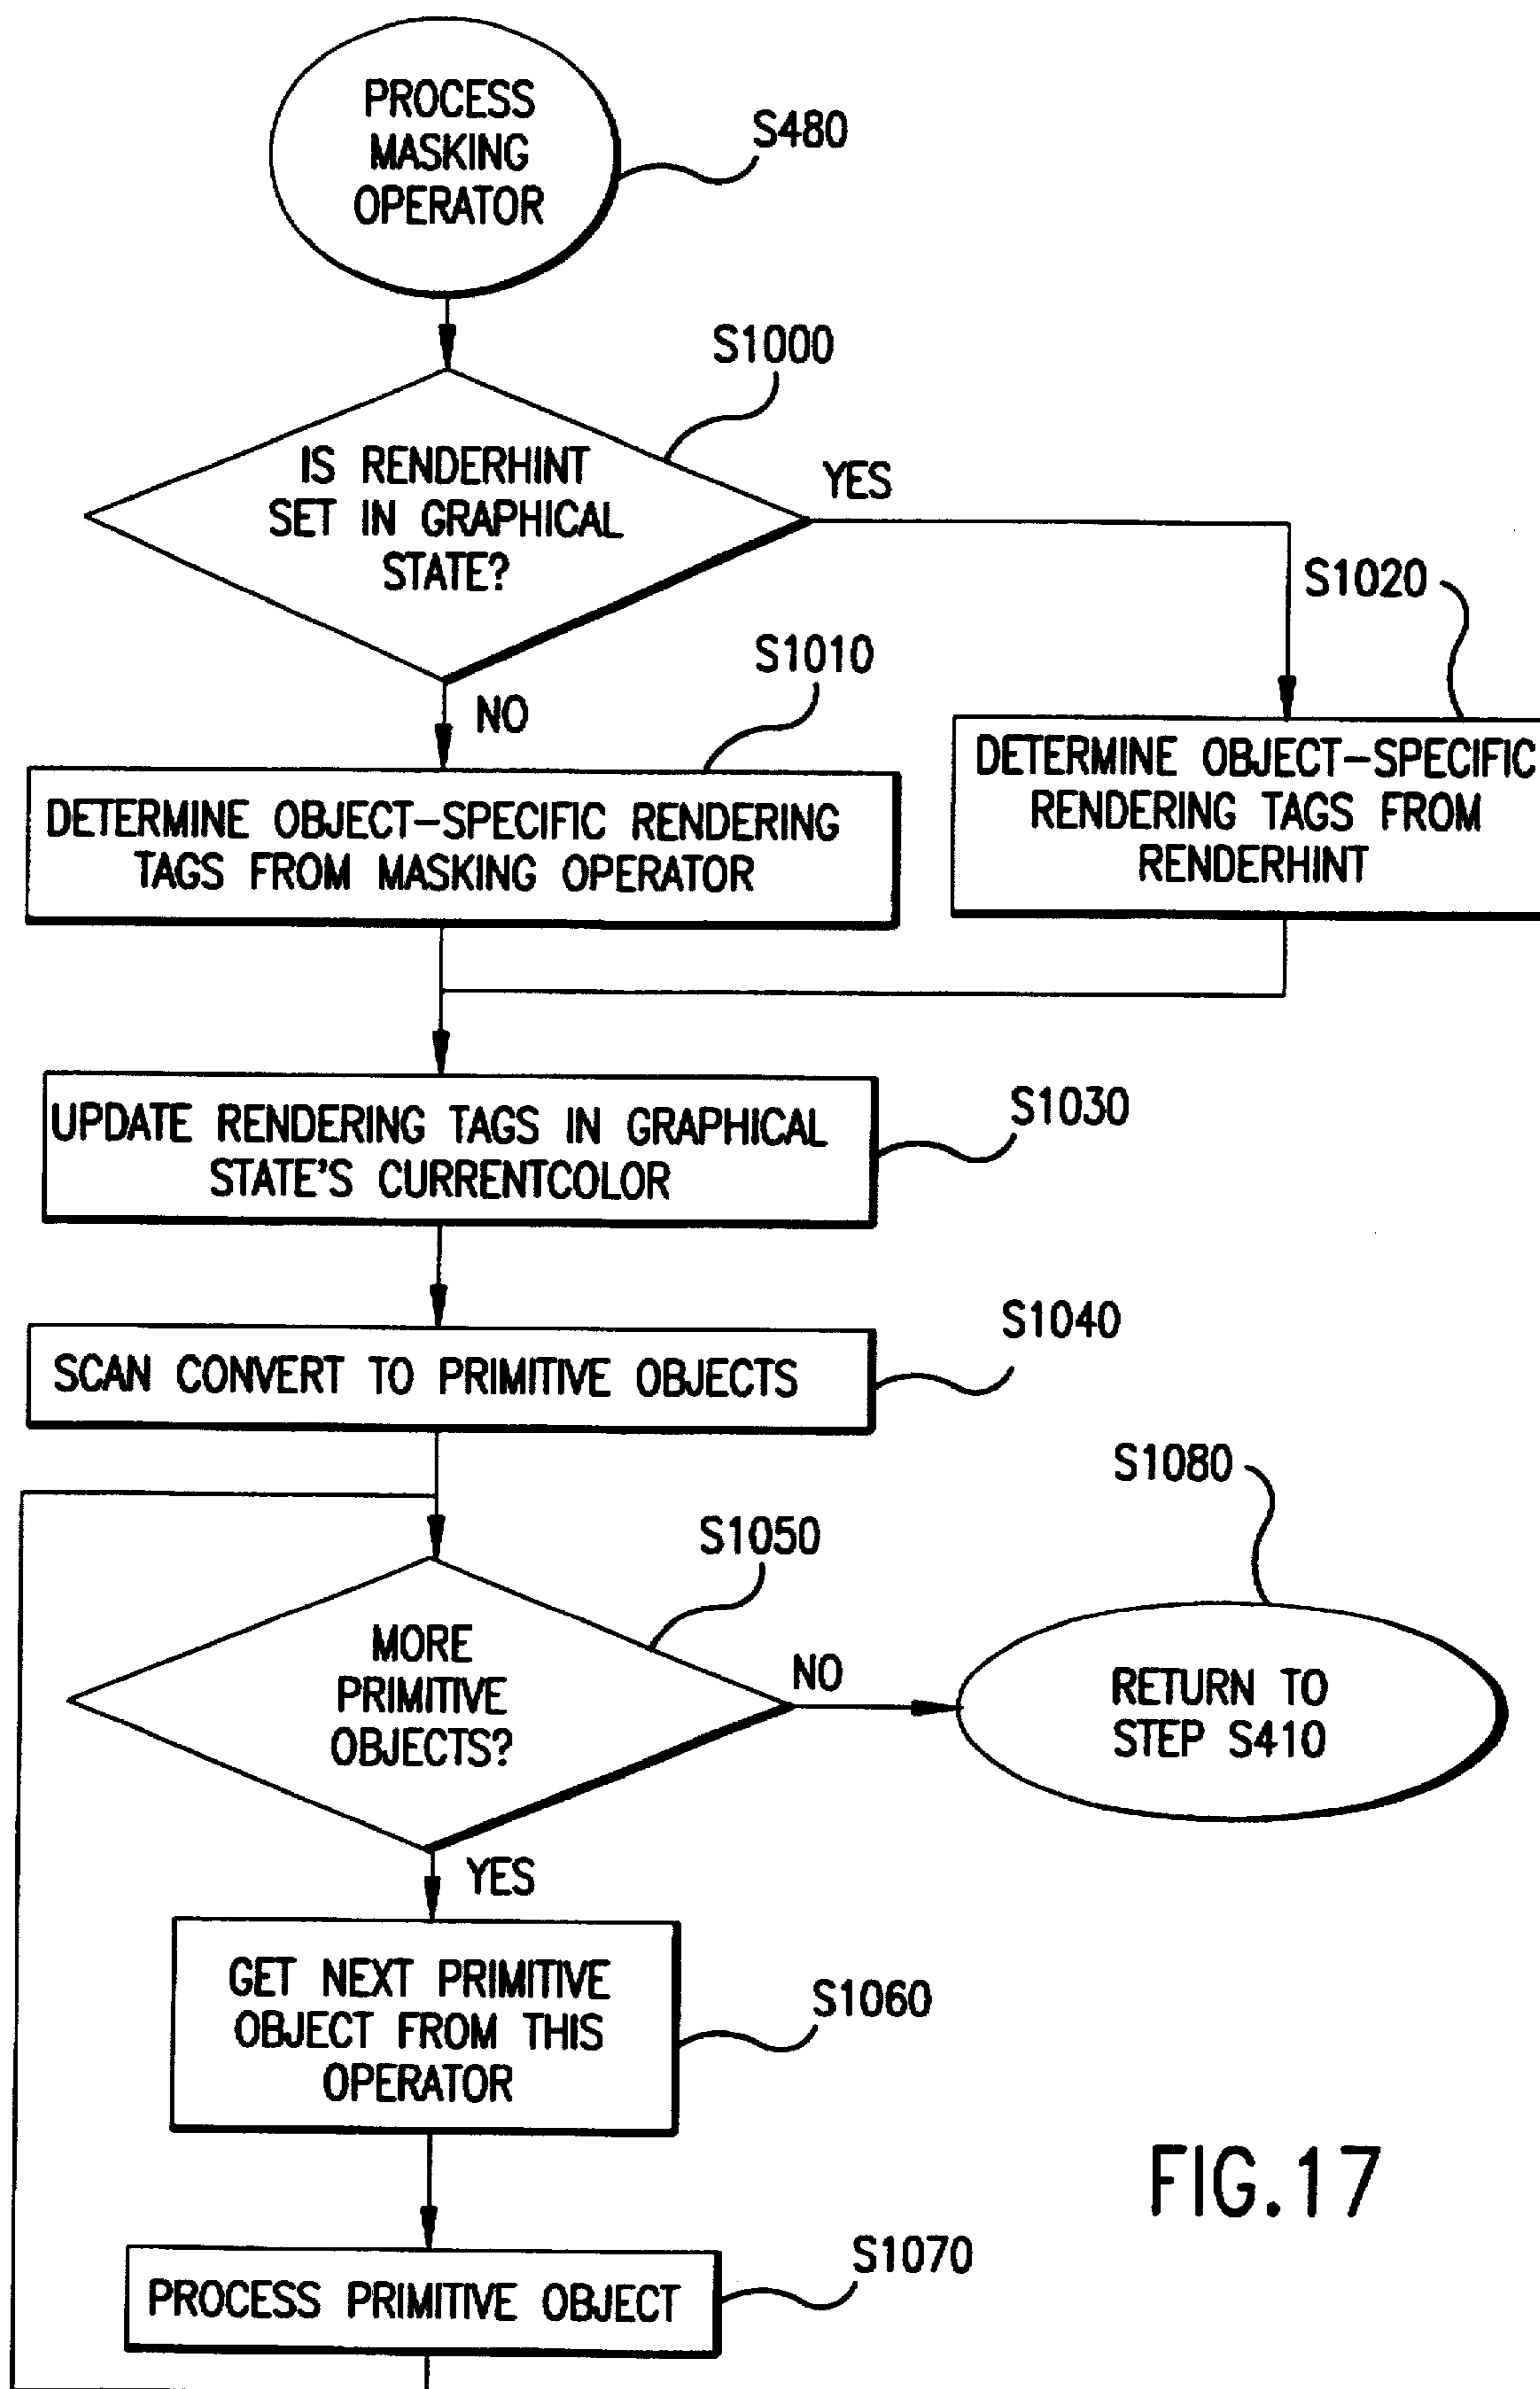 PROCESS
MASKING
OPERATOR
S480
S1000
IS RENDERHINT
SET IN GRAPHICAL
STATE?
YES
S1020
S1010
NO
DETERMINE OBJECT-SPECIFIC
RENDERING TAGS FROM
RENDERHINT
DETERMINE OBJECT-SPECIFIC RENDERING
TAGS FROM MASKING OPERATOR
UPDATE RENDERING TAGS IN GRAPHICAL
STATE'S CURRENTCOLOR
S1030
S1040
SCAN CONVERT TO PRIMITIVE OBJECTS
S1080
S1050
MORE
PRIMITIVE
OBJECTS?
NO
RETURN TO
STEP S410
YES
GET NEXT PRIMITIVE
OBJECT FROM THIS
OPERATOR
S1060
FIG.17
S1070
PROCESS PRIMITIVE OBJECT